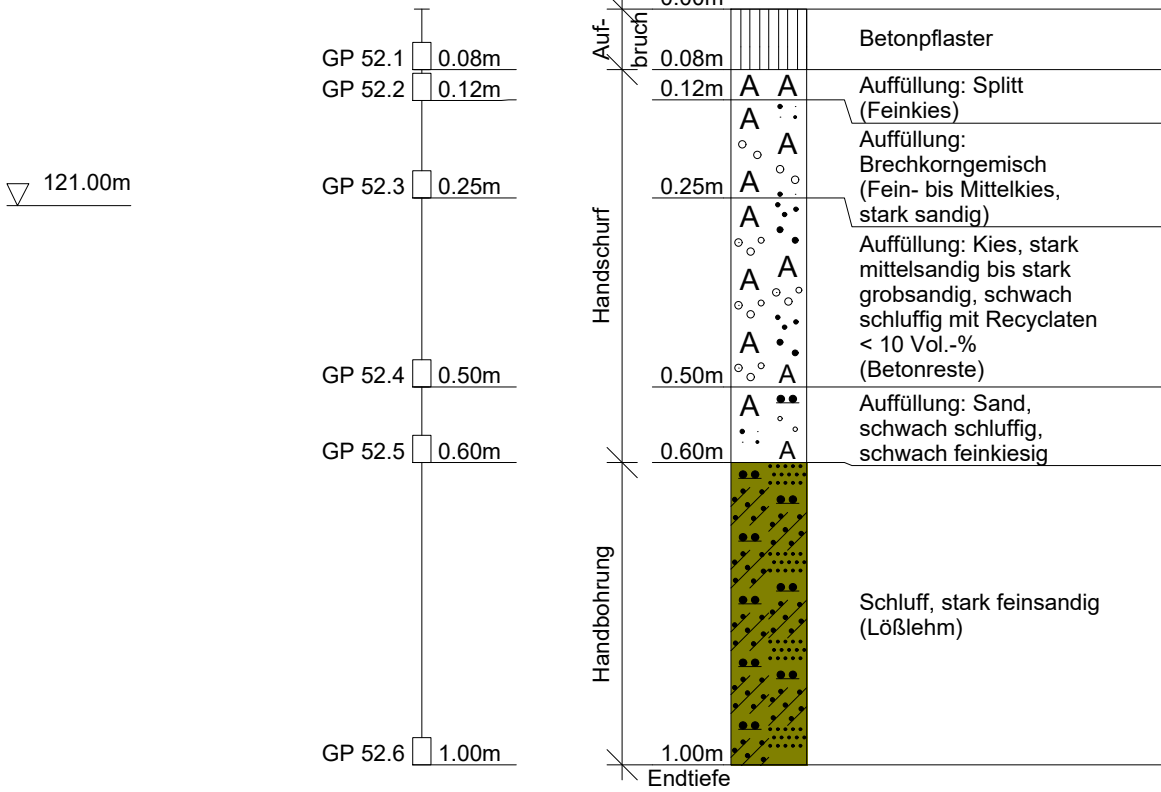 0.00m
Auf-
bruch
GP 52.1 0.08m
0.08m
Betonpflaster
GP 52.2 0.12m
0.12m
A A
Auffüllung: Splitt
(Feinkies)
A
A
A
Auffüllung:
Brechkorngemisch
(Fein- bis Mittelkies,
stark sandig)
121.00m
GP 52.3 0.25m
0.25m
Handschurf
A
A
A
A
A
Auffüllung: Kies, stark
mittelsandig bis stark
grobsandig, schwach
schluffig mit Recyclaten
< 10 Vol.-%
(Betonreste)
GP 52.4 0.50m
0.50m
A
A
Auffüllung: Sand,
schwach schluffig,
schwach feinkiesig
GP 52.5 0.60m
0.60m
Handbohrung
Schluff, stark feinsandig
(Lößlehm)
GP 52.6 1.00m
1.00m
Endtiefe